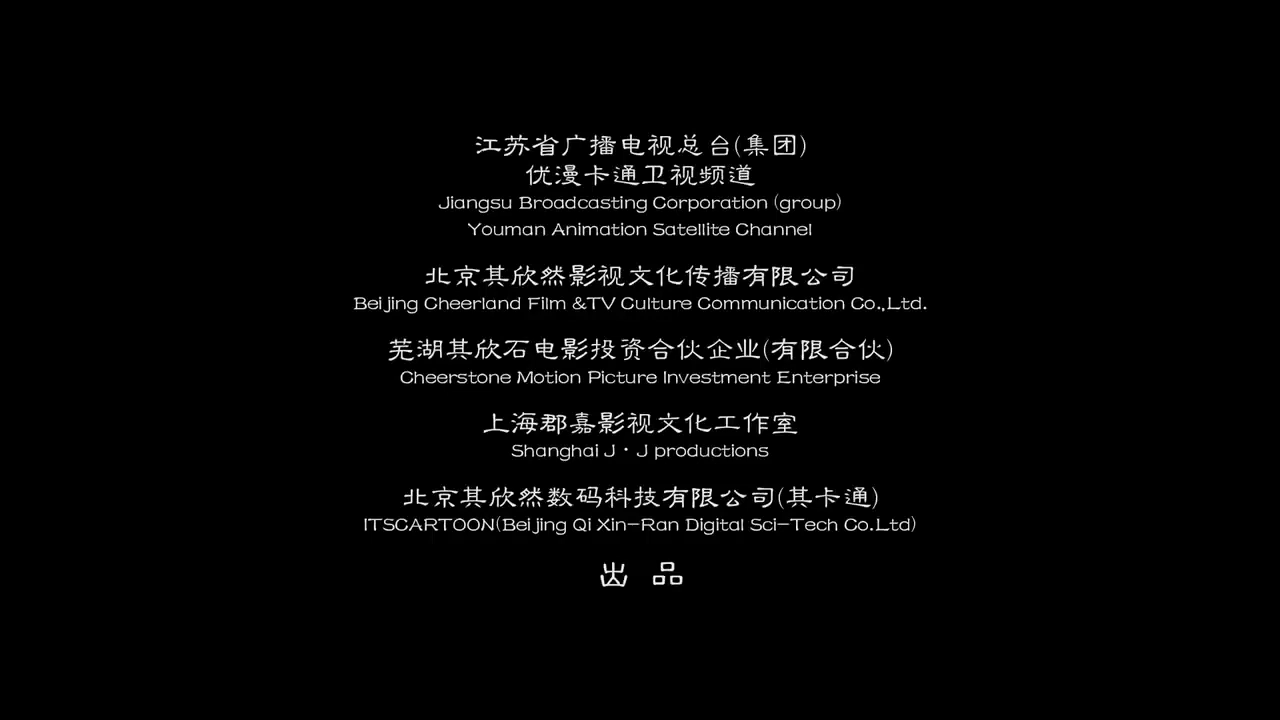 江苏省广播电视总台(集团)
优漫卡通卫视频道
Jiangsu Broadcasting Corporation (group)
Youman Animation Satellite Channel
北京其欣然影视文化传播有限公司
Beijing Cheerland Film &TV Culture Communication Co.,Ltd.
芜湖其欣石电影投资合伙企业(有限合伙)
Cheerstone Motion Picture Investment Enterprise
上海郡嘉影视文化工作室
Shanghai J·J productions
北京其欣然数码科技有限公司(其卡通)
ITSCARTOON(Beijing Qi Xin-Ran Digital Sci-Tech Co.Ltd)
出 品